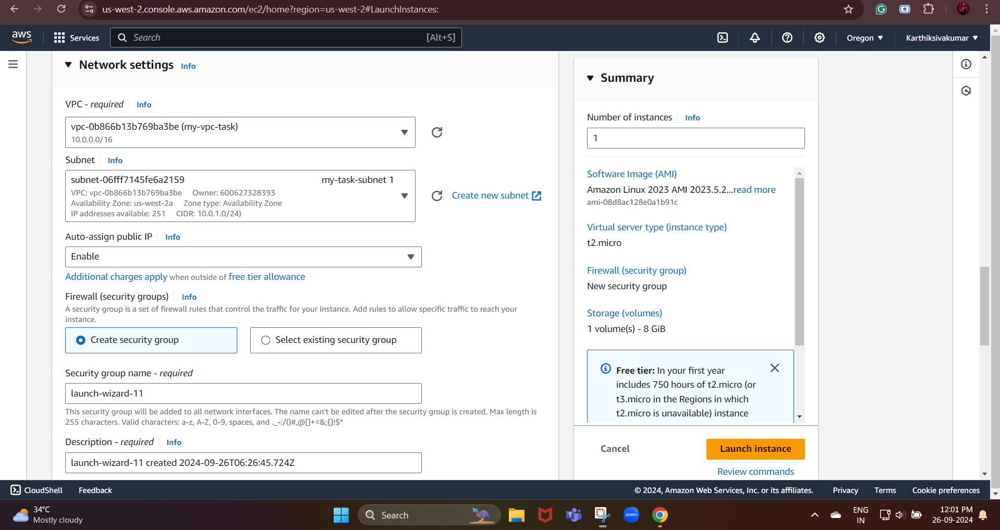 us-west-2.console.aws.amazon.com/ec2/home?region=us-west-2#LaunchInstances:
aws
Services
Search
[Alt+S]
Oregon
Karthiksivakumar
Network settings Info
VPC - required Info
vpc-0b866b13b769ba3be (my-vpc-task)
10.0.0.0/16
Subnet Info
subnet-06fff7145fe6a2159 my-task-subnet 1
VPC: vpc-0b866b13b769ba3be Owner: 600627328393
Availability Zone: us-west-2a Zone type: Availability Zone
IP addresses available: 251 CIDR: 10.0.1.0/24)
Create new subnet
Auto-assign public IP Info
Enable
Additional charges apply when outside of free tier allowance
Firewall (security groups) Info
A security group is a set of firewall rules that control the traffic for your instance. Add rules to allow specific traffic to reach your
instance.
Create security group
Select existing security group
Security group name - required
launch-wizard-11
This security group will be added to all network interfaces. The name can't be edited after the security group is created. Max length is
255 characters. Valid characters: a-z, A-Z, 0-9, spaces, and ._-:/()#,@[]+=&;{}!$*
Description - required Info
launch-wizard-11 created 2024-09-26T06:26:45.724Z
Summary
Number of instances Info
1
Software Image (AMI)
Amazon Linux 2023 AMI 2023.5.2...read more
ami-08d8ac128e0a1b91c
Virtual server type (instance type)
t2.micro
Firewall (security group)
New security group
Storage (volumes)
1 volume(s) - 8 GiB
Free tier: In your first year
includes 750 hours of t2.micro (or
t3.micro in the Regions in which
t2.micro is unavailable) instance
Cancel
Launch instance
Review commands
CloudShell
Feedback
© 2024, Amazon Web Services, Inc. or its affiliates.
Privacy
Terms
Cookie preferences
34°C
Mostly cloudy
Search
zoom
ENG
IN
12:01 PM
26-09-2024